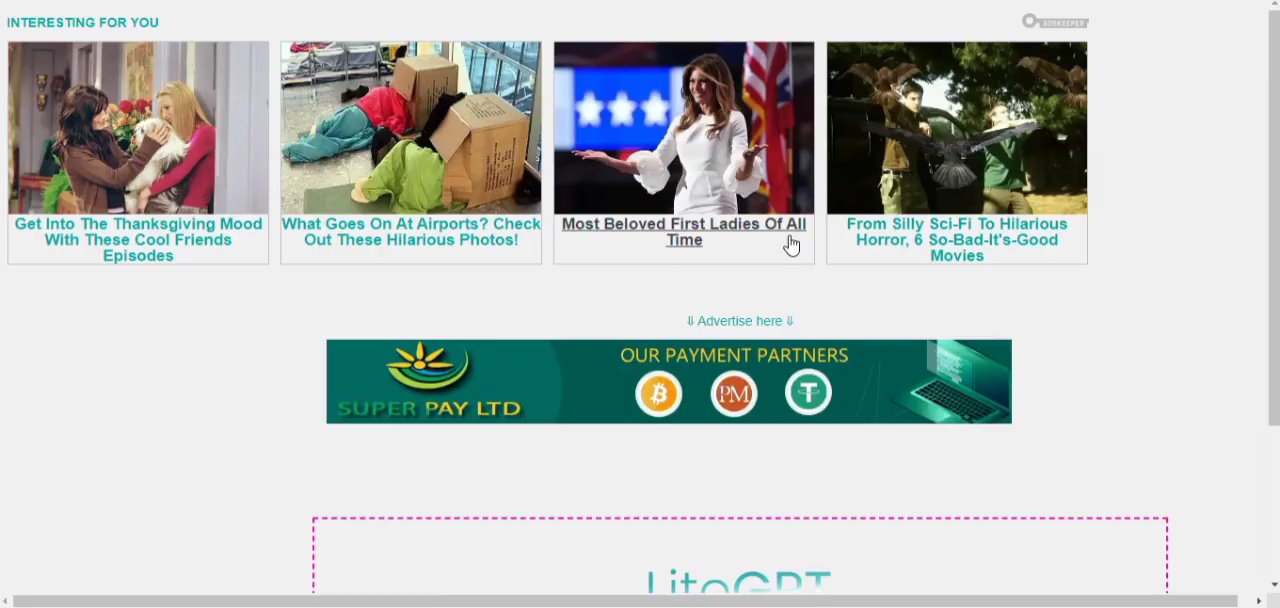 INTERESTING FOR YOU
ADSKEEPER
Get Into The Thanksgiving Mood
With These Cool Friends
Episodes
What Goes On At Airports? Check
Out These Hilarious Photos!
Most Beloved First Ladies Of All
Time
From Silly Sci-Fi To Hilarious
Horror, 6 So-Bad-It's-Good
Movies
⇓ Advertise here ⇓
SUPER PAY LTD
OUR PAYMENT PARTNERS
PM
LiteGPT